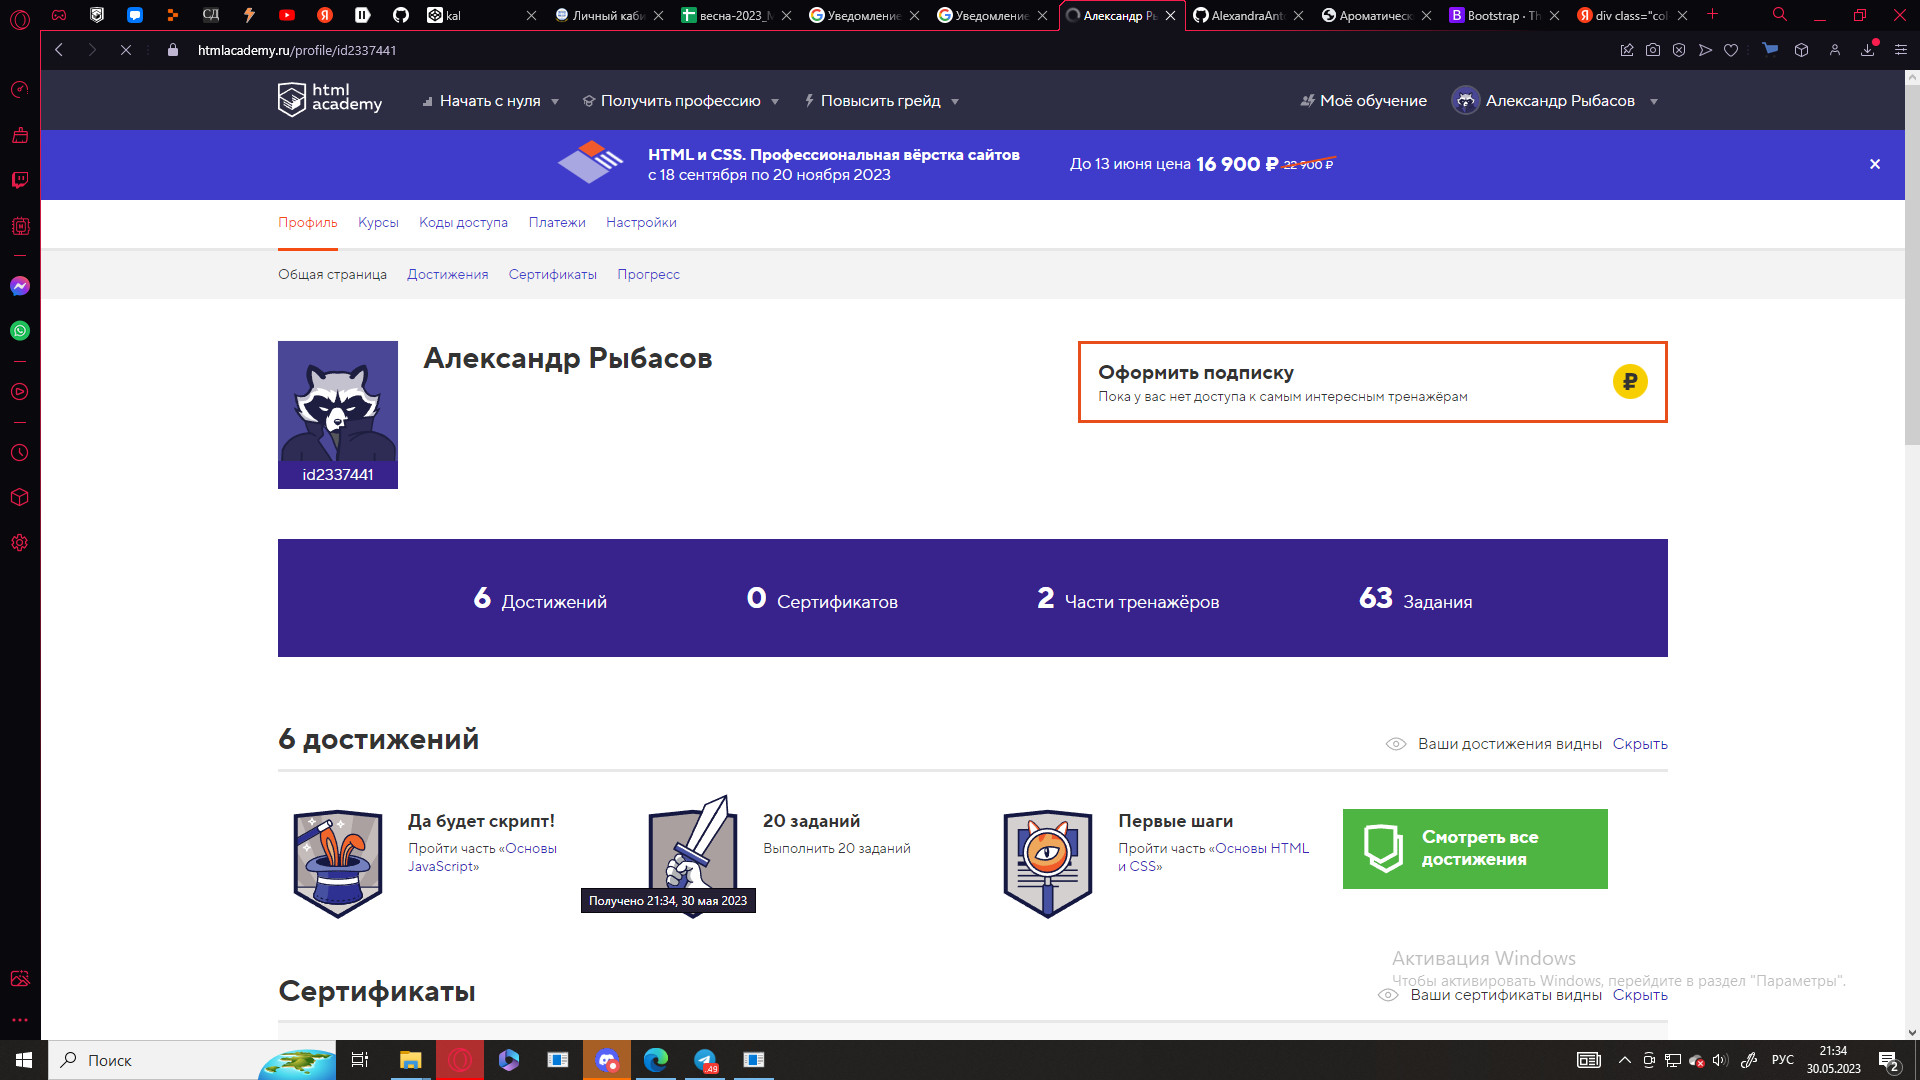 kal
Личный каби
весна-2023_М
Уведомление
Уведомление
Александр Ры
AlexandraAnto
Ароматическ
Bootstrap · Th
div class="col
htmlacademy.ru/profile/id2337441
html
academy
Начать с нуля
Получить профессию
Повысить грейд
Моё обучение
Александр Рыбасов
HTML и CSS. Профессиональная вёрстка сайтов
с 18 сентября по 20 ноября 2023
До 13 июня цена 16 900 ₽ 22 900 ₽
Профиль Курсы Коды доступа Платежи Настройки
Общая страница Достижения Сертификаты Прогресс
Александр Рыбасов
id2337441
Оформить подписку
Пока у вас нет доступа к самым интересным тренажёрам
6 Достижений
0 Сертификатов
2 Части тренажёров
63 Задания
6 достижений
Ваши достижения видны Скрыть
Да будет скрипт!
Пройти часть «Основы
JavaScript»
20 заданий
Выполнить 20 заданий
Получено 21:34, 30 мая 2023
Первые шаги
Пройти часть «Основы HTML
и CSS»
Смотреть все
достижения
Сертификаты
Активация Windows
Чтобы активировать Windows, перейдите в раздел "Параметры".
Ваши сертификаты видны Скрыть
Поиск
49
РУС
21:34
30.05.2023
2